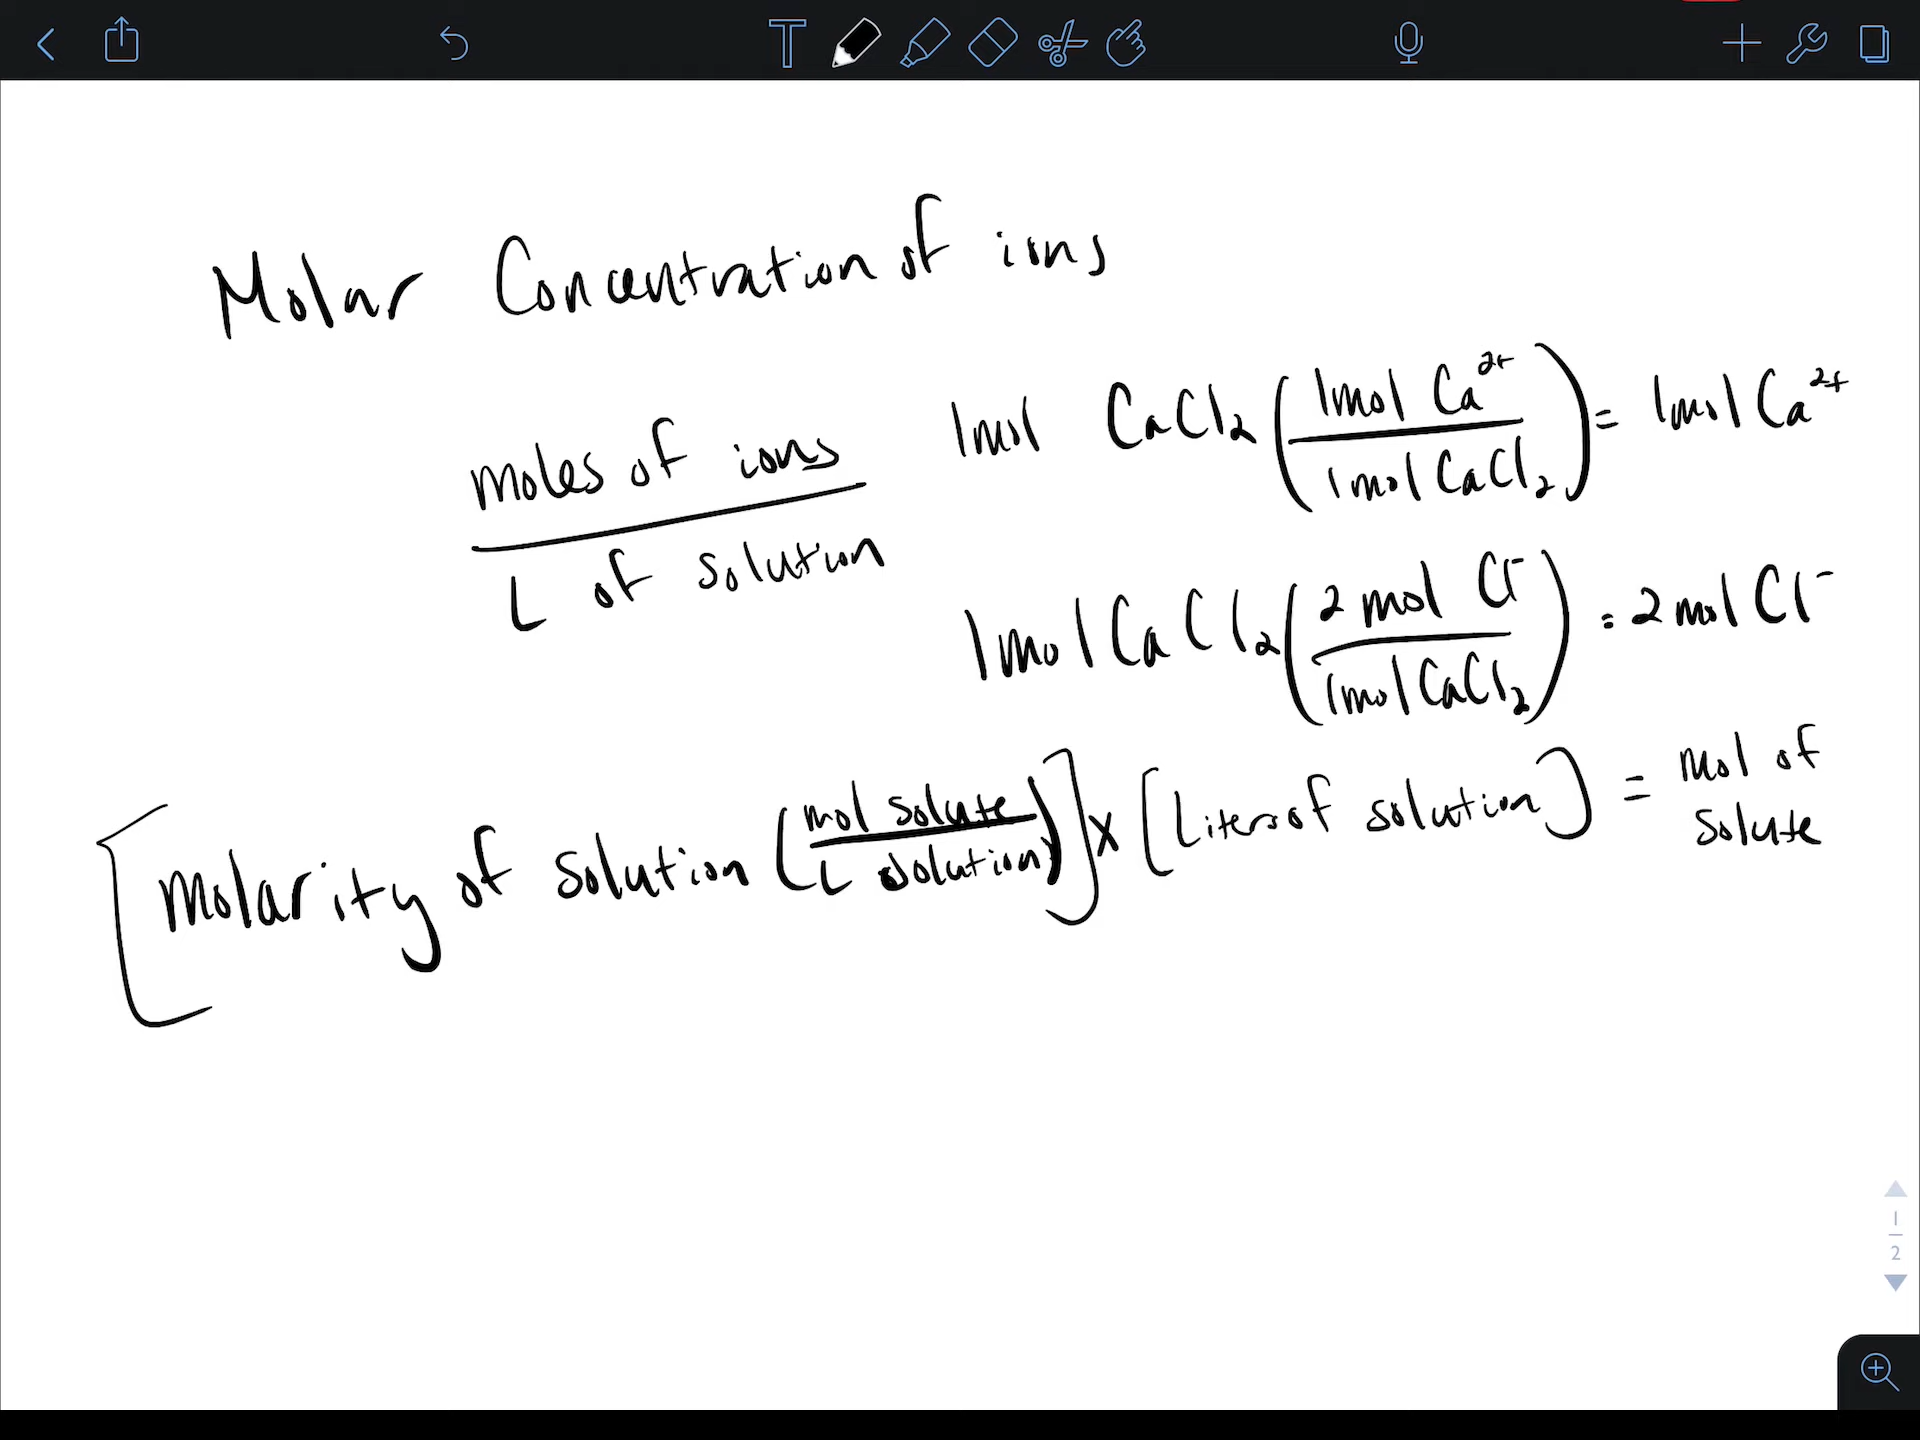 Molar Concentration of ions
moles of ions / L of solution
1mol CaCl₂ (1mol Ca²⁺ / 1mol CaCl₂) = 1mol Ca²⁺
1mol CaCl₂ (2 mol Cl⁻ / 1mol CaCl₂) = 2 mol Cl⁻
[Molarity of solution (mol solute / L solution)] x [Liters of solution] = mol of solute
1
2